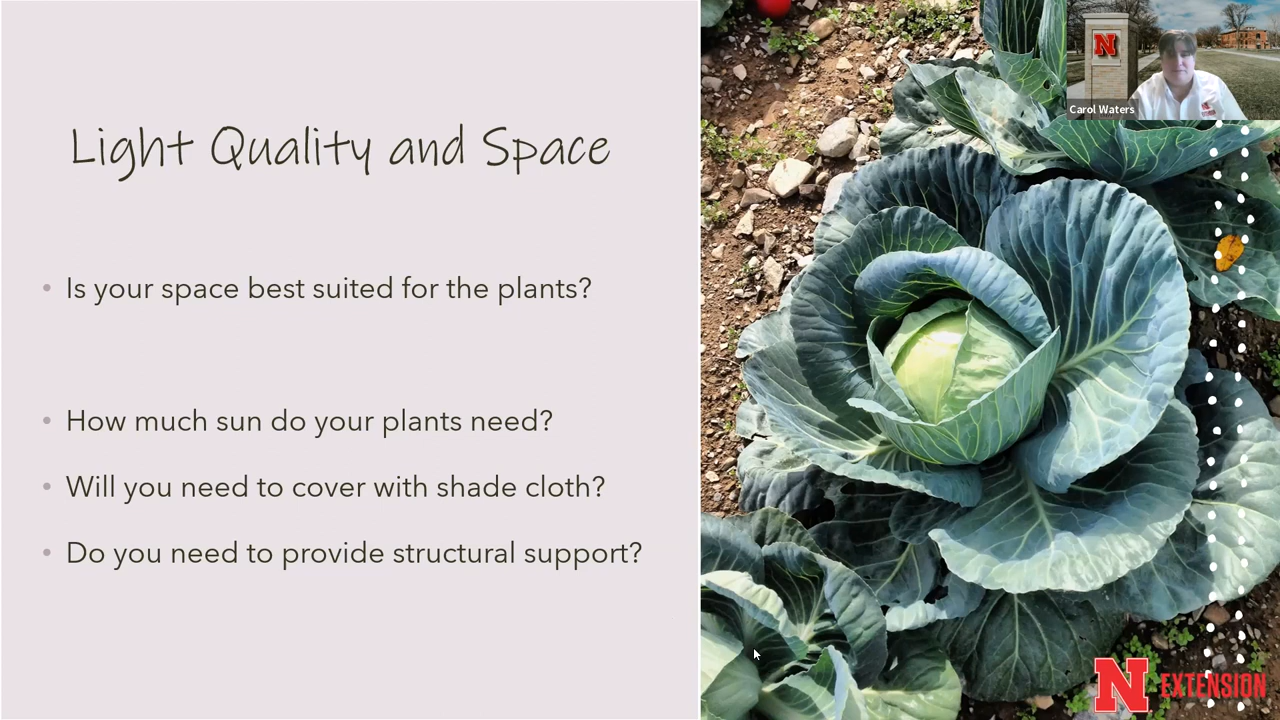 Light Quality and Space
Is your space best suited for the plants?
How much sun do your plants need?
Will you need to cover with shade cloth?
Do you need to provide structural support?
N
Carol Waters
N EXTENSION